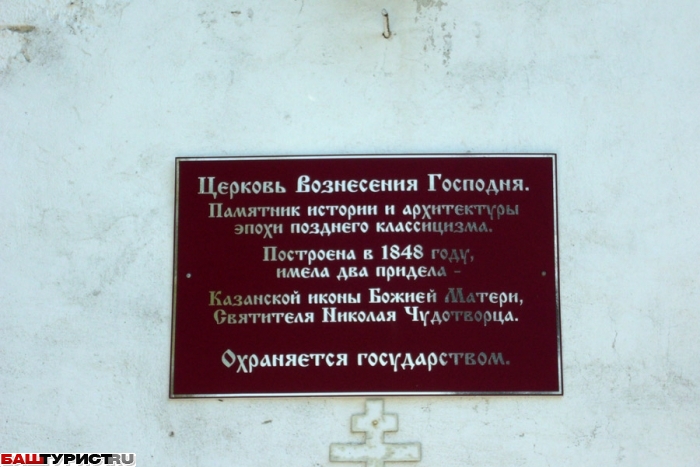 Церковь Вознесения Господня.
Памятник истории и архитектуры
эпохи позднего классицизма.
Построена в 1848 году,
имела два придела -
Казанской иконы Божией Матери,
Святителя Николая Чудотворца.
Охраняется государством.
БАШТУРИСТ.RU